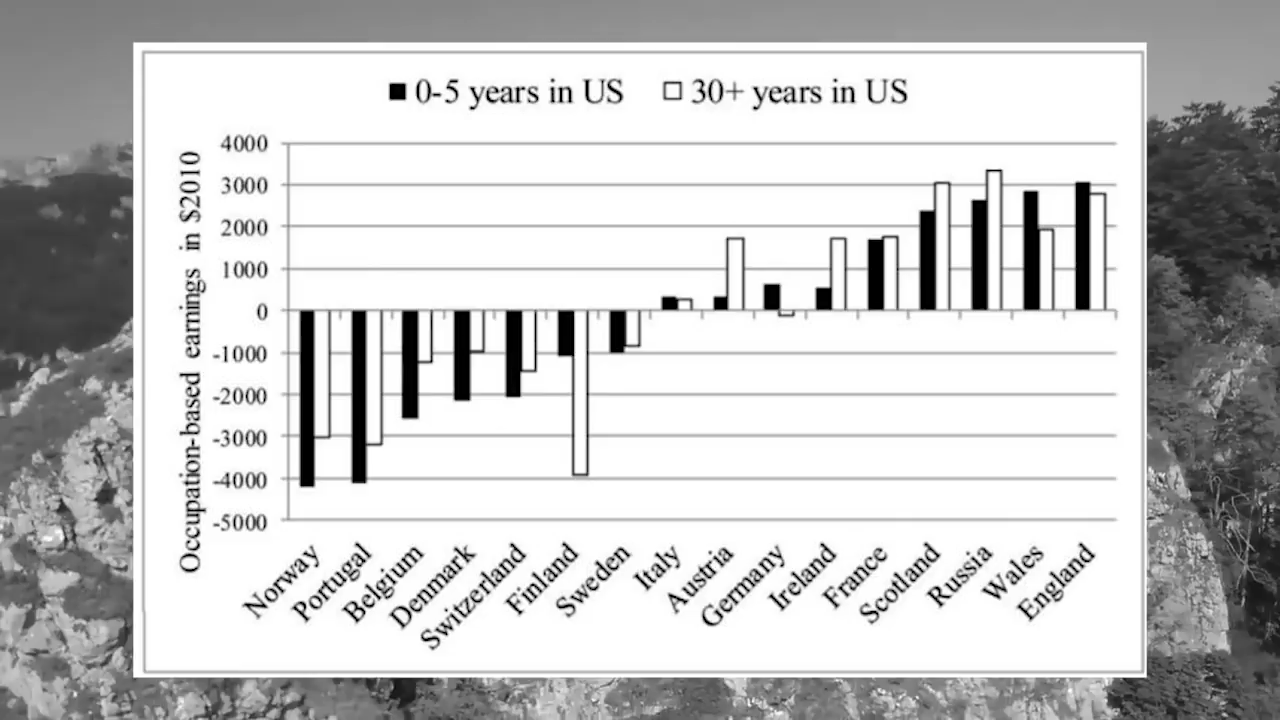 0-5 years in US 30+ years in US
Occupation-based earnings in $2010
4000
3000
2000
1000
0
-1000
-2000
-3000
-4000
-5000
Norway
Portugal
Belgium
Denmark
Switzerland
Finland
Sweden
Italy
Austria
Germany
Ireland
France
Scotland
Russia
Wales
England